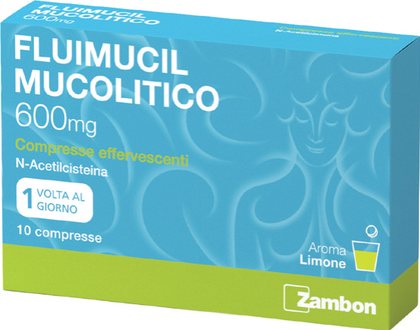 FLUIMUCIL
MUCOLITICO
600mg
Compresse effervescenti
N-Acetilcisteina
1 VOLTA AL
GIORNO
10 compresse
Aroma
Limone
Zambon